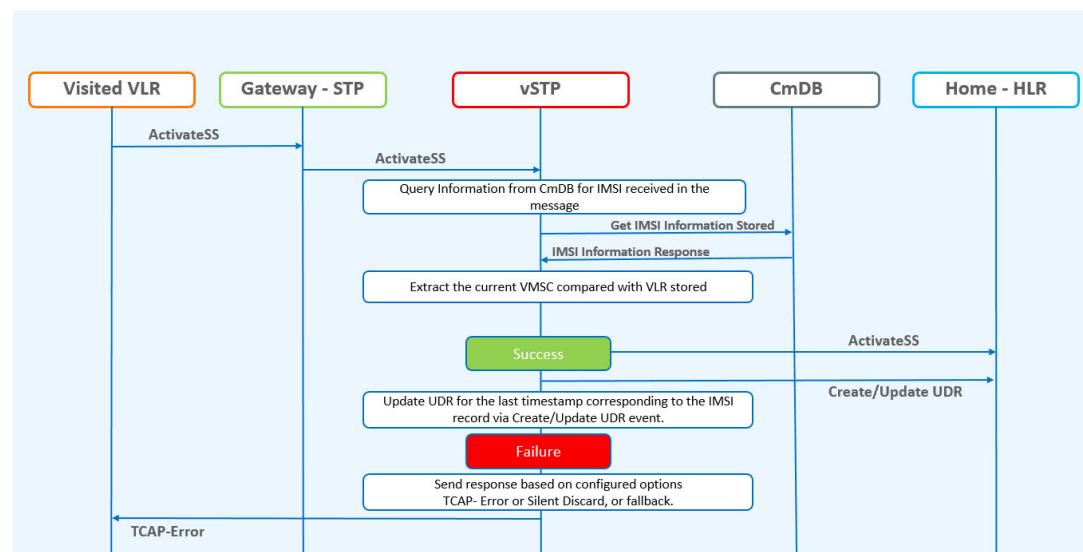 Visited VLR
Gateway - STP
vSTP
CmDB
Home - HLR
ActivateSS
ActivateSS
Query Information from CmDB for IMSI received in the
message
Get IMSI Information Stored
IMSI Information Response
Extract the current VMSC compared with VLR stored
Success
ActivateSS
Create/Update UDR
Update UDR for the last timestamp corresponding to the IMSI
record via Create/Update UDR event.
Failure
Send response based on configured options
TCAP- Error or Silent Discard, or fallback.
TCAP-Error